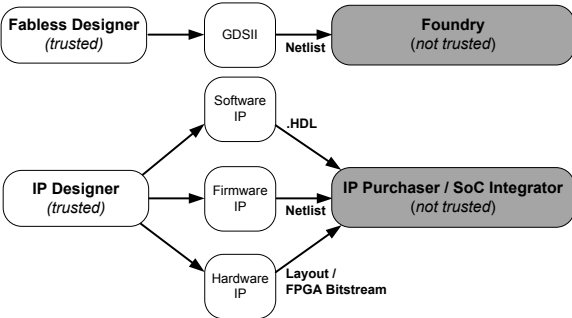 Fabless Designer
(trusted)
GDSII
Netlist
Foundry
(not trusted)
Software
IP
.HDL
IP Designer
(trusted)
Firmware
IP
Netlist
IP Purchaser / SoC Integrator
(not trusted)
Hardware
IP
Layout /
FPGA Bitstream